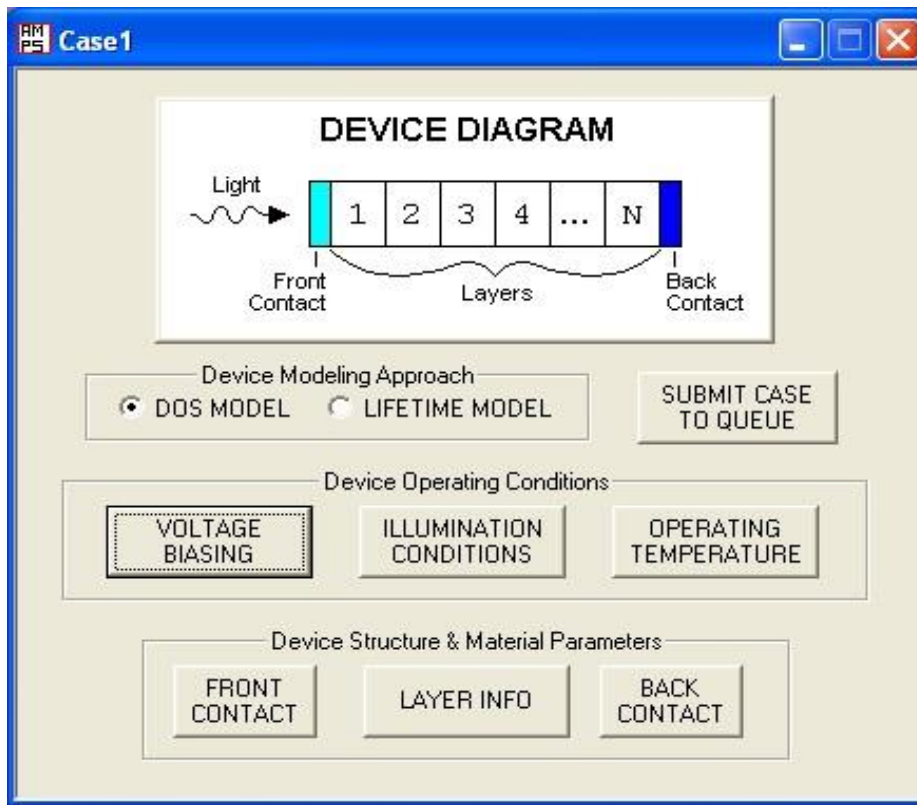 AMPS
Case1
DEVICE DIAGRAM
Light
1 2 3 4 ... N
Front
Contact
Layers
Back
Contact
Device Modeling Approach
DOS MODEL LIFETIME MODEL
SUBMIT CASE
TO QUEUE
Device Operating Conditions
VOLTAGE
BIASING
ILLUMINATION
CONDITIONS
OPERATING
TEMPERATURE
Device Structure & Material Parameters
FRONT
CONTACT
LAYER INFO
BACK
CONTACT